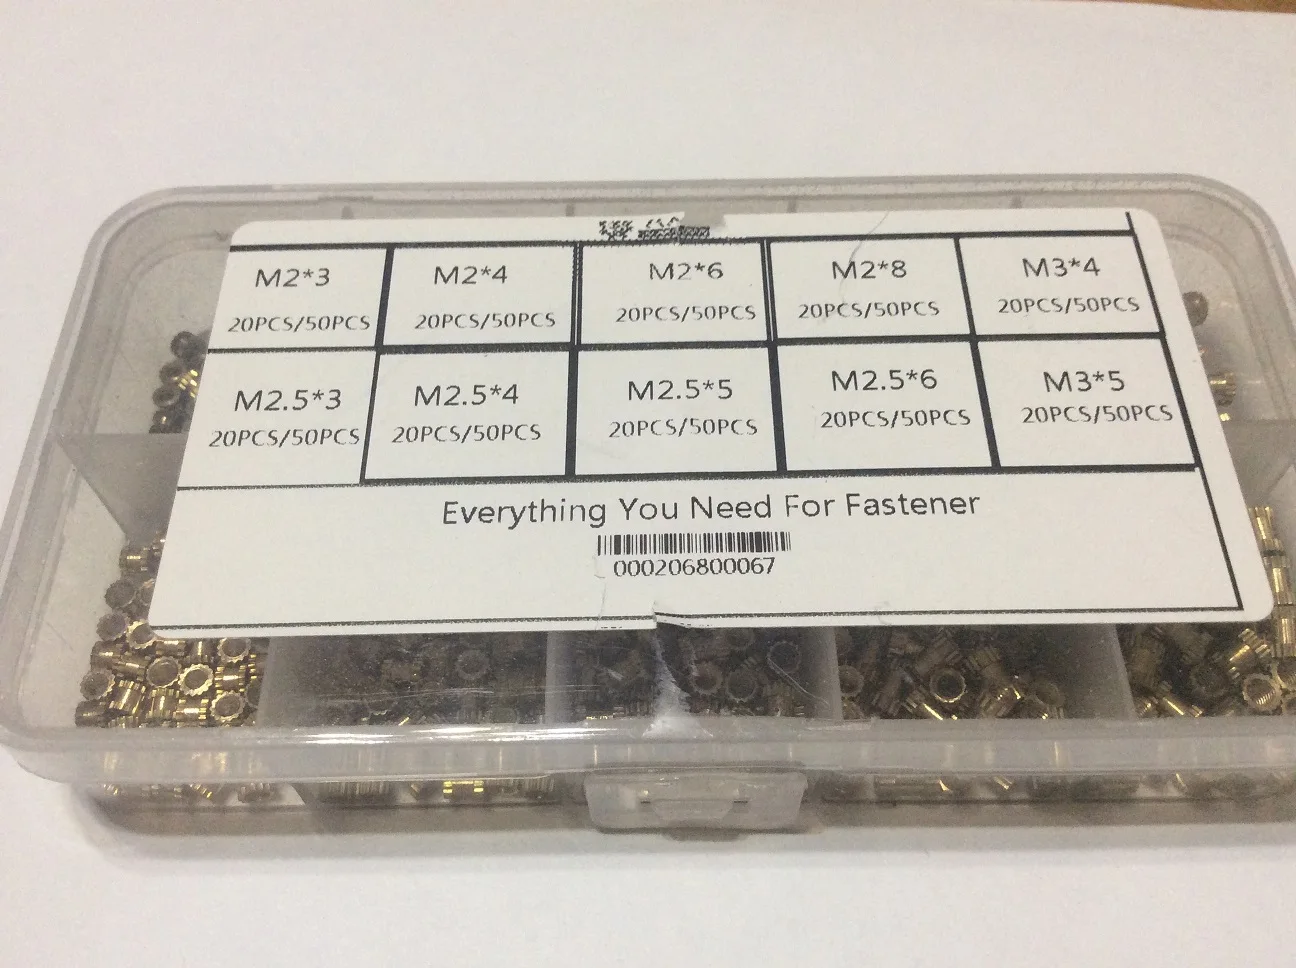 M2*3 M2*4 M2*6 M2*8 M3*4
20PCS/50PCS 20PCS/50PCS 20PCS/50PCS 20PCS/50PCS 20PCS/50PCS
M2.5*3 M2.5*4 M2.5*5 M2.5*6 M3*5
20PCS/50PCS 20PCS/50PCS 20PCS/50PCS 20PCS/50PCS 20PCS/50PCS
Everything You Need For Fastener
000206800067